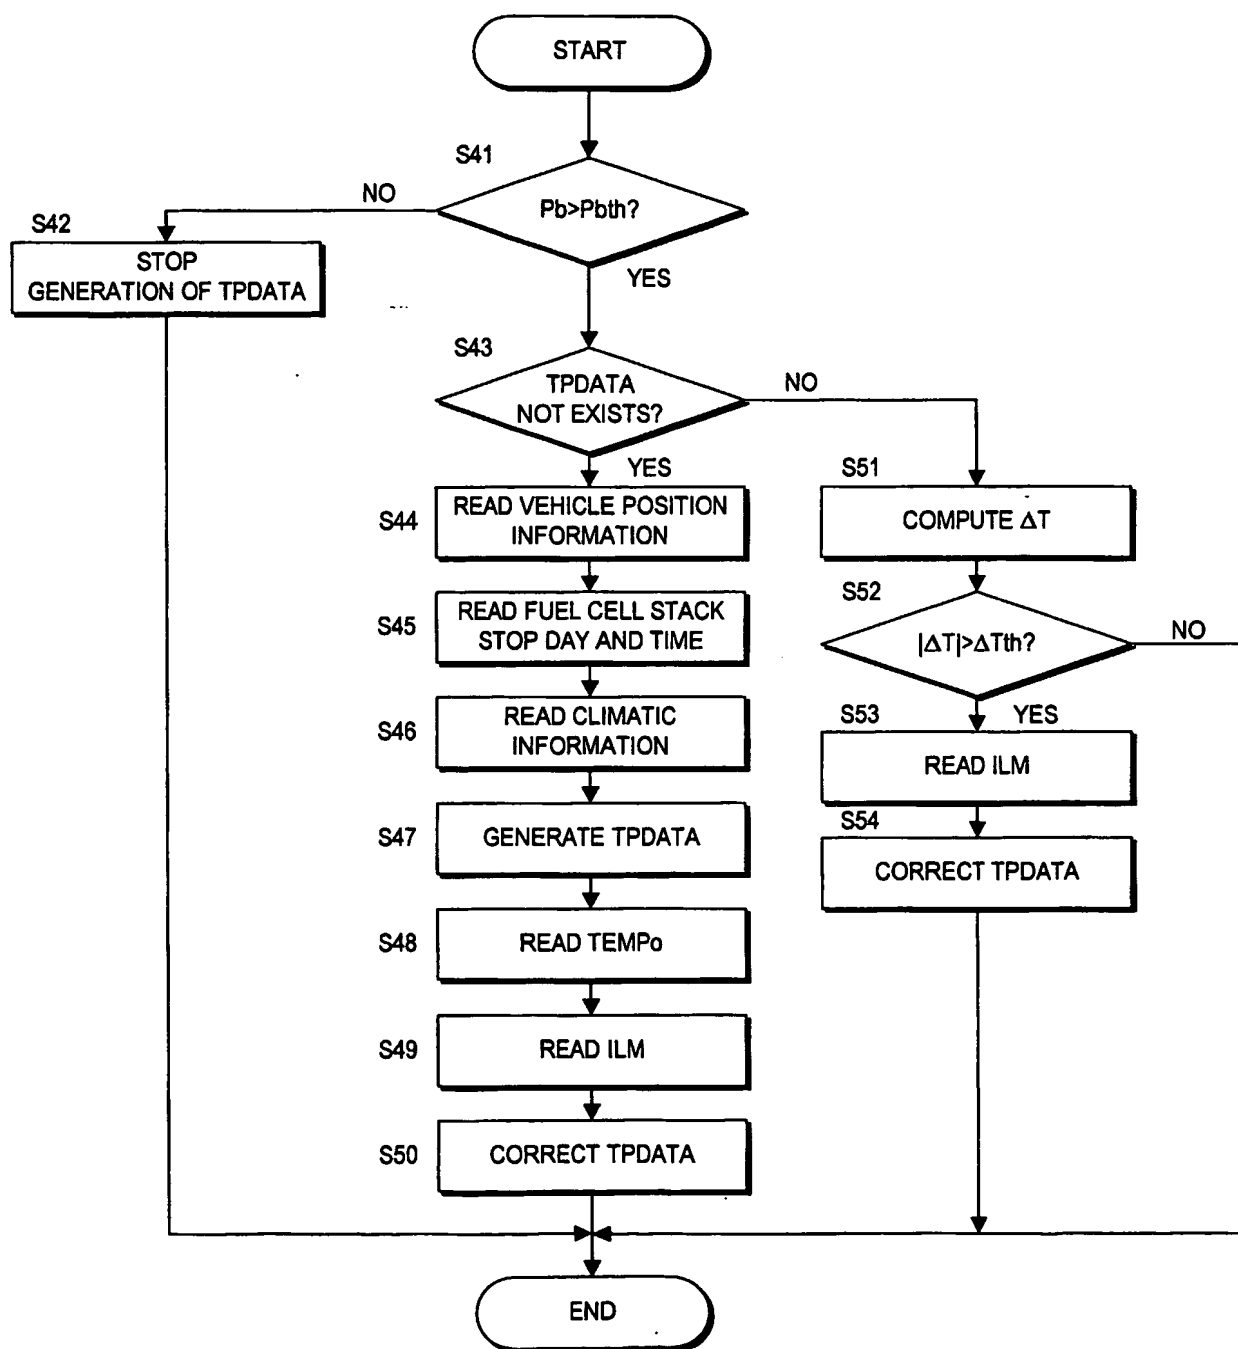 START
S41
Pb>Pbth?
NO
YES
S42
STOP
GENERATION OF TPDATA
S43
TPDATA
NOT EXISTS?
NO
YES
S44
READ VEHICLE POSITION
INFORMATION
S45
READ FUEL CELL STACK
STOP DAY AND TIME
S46
READ CLIMATIC
INFORMATION
S47
GENERATE TPDATA
S48
READ TEMPo
S49
READ ILM
S50
CORRECT TPDATA
S51
COMPUTE ΔT
S52
|ΔT|>ΔTth?
NO
YES
S53
READ ILM
S54
CORRECT TPDATA
END